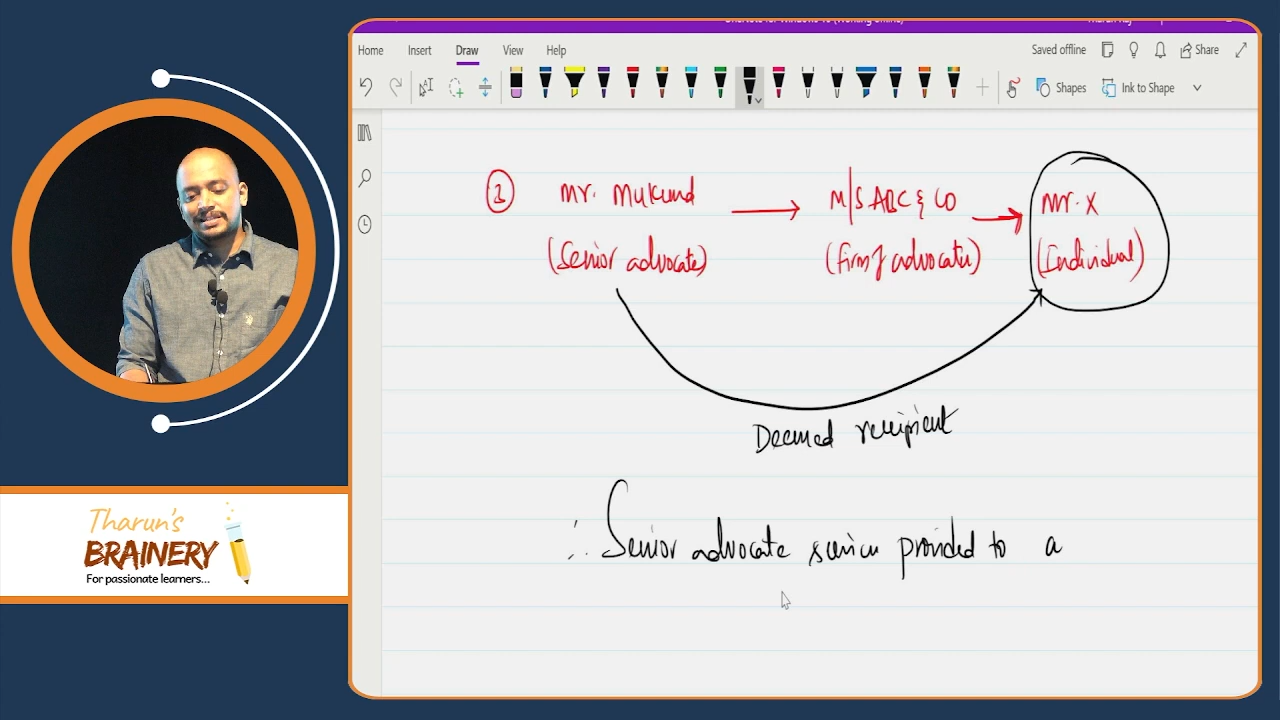 Home Insert Draw View Help Saved offline Share
Shapes Ink to Shape
② Mr. Mukund → M/S ABC & CO → Mr. X
(Senior advocate) (Firm of advocates) (Individual)
Deemed recipient
∴ Senior advocate service provided to a
Tharun's
BRAINERY
For passionate learners...